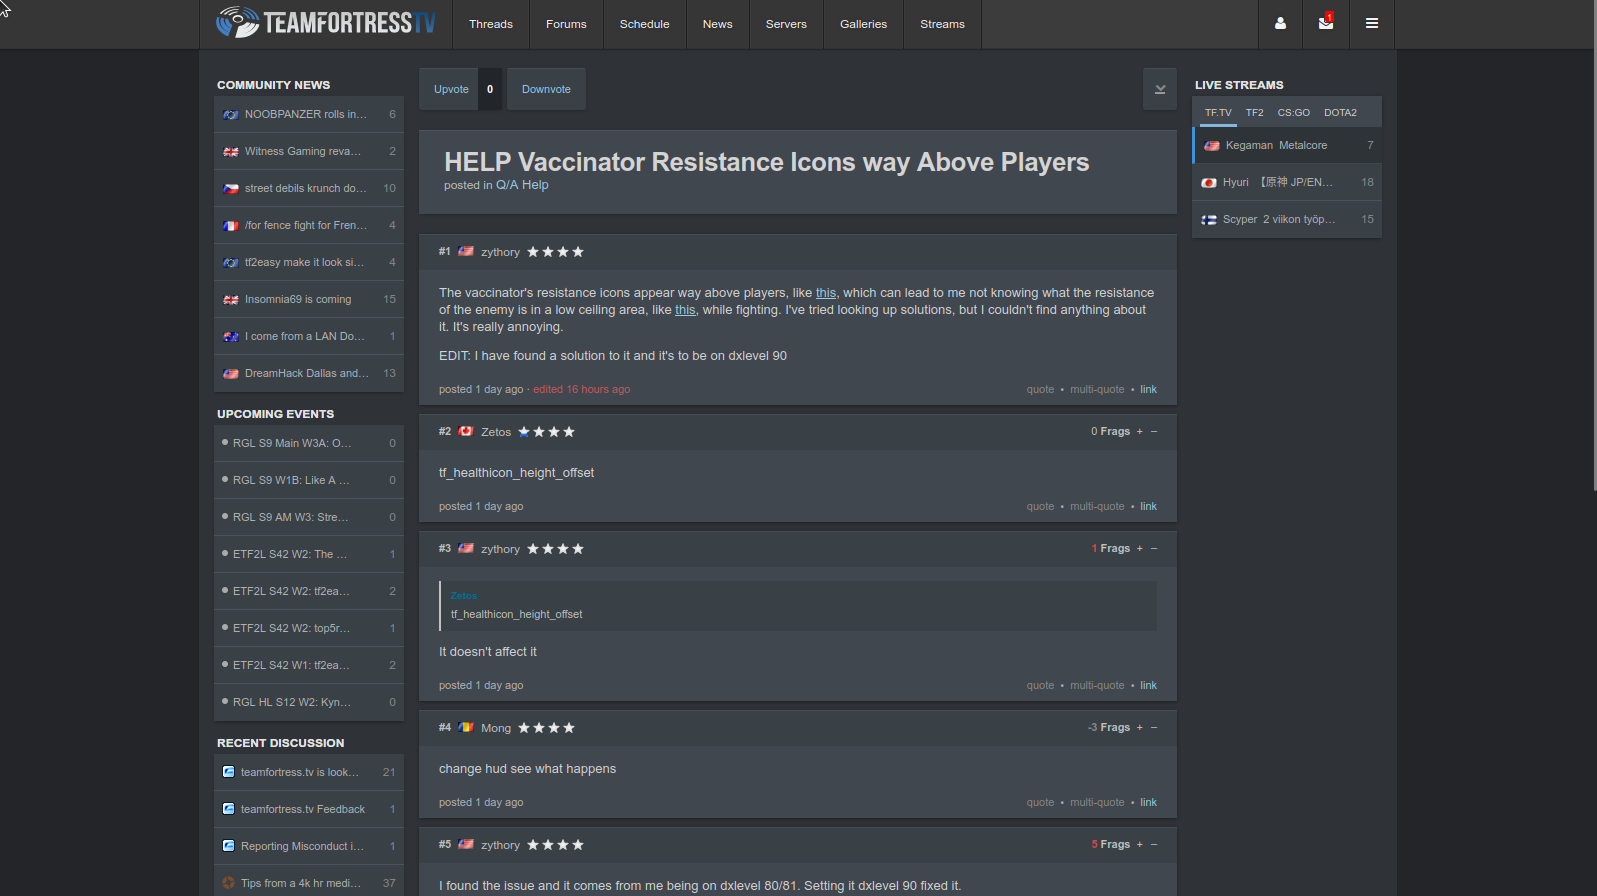 TEAMFORTRESSTV
Threads
Forums
Schedule
News
Servers
Galleries
Streams
1
COMMUNITY NEWS
NOOBPANZER rolls in... 6
Witness Gaming reva... 2
street debils krunch do... 10
/for fence fight for Fren... 4
tf2easy make it look si... 4
Insomnia69 is coming 15
I come from a LAN Do... 1
DreamHack Dallas and... 13
UPCOMING EVENTS
RGL S9 Main W3A: O... 0
RGL S9 W1B: Like A ... 0
RGL S9 AM W3: Stre... 0
ETF2L S42 W2: The ... 1
ETF2L S42 W2: tf2ea... 2
ETF2L S42 W2: top5r... 1
ETF2L S42 W1: tf2ea... 2
RGL HL S12 W2: Kyn... 0
RECENT DISCUSSION
teamfortress.tv is look... 21
teamfortress.tv Feedback 1
Reporting Misconduct i... 1
Tips from a 4k hr medi... 37
Upvote 0 Downvote
HELP Vaccinator Resistance Icons way Above Players
posted in Q/A Help
#1 zythory
The vaccinator's resistance icons appear way above players, like this, which can lead to me not knowing what the resistance
of the enemy is in a low ceiling area, like this, while fighting. I've tried looking up solutions, but I couldn't find anything about
it. It's really annoying.
EDIT: I have found a solution to it and it's to be on dxlevel 90
posted 1 day ago · edited 16 hours ago quote • multi-quote • link
#2 Zetos 0 Frags + –
tf_healthicon_height_offset
posted 1 day ago quote • multi-quote • link
#3 zythory 1 Frags + –
Zetos
tf_healthicon_height_offset
It doesn't affect it
posted 1 day ago quote • multi-quote • link
#4 Mong -3 Frags + –
change hud see what happens
posted 1 day ago quote • multi-quote • link
#5 zythory 5 Frags + –
I found the issue and it comes from me being on dxlevel 80/81. Setting it dxlevel 90 fixed it.
LIVE STREAMS
TF.TV TF2 CS:GO DOTA2
Kegaman Metalcore 7
Hyuri 【原神 JP/EN... 18
Scyper 2 viikon työp... 15